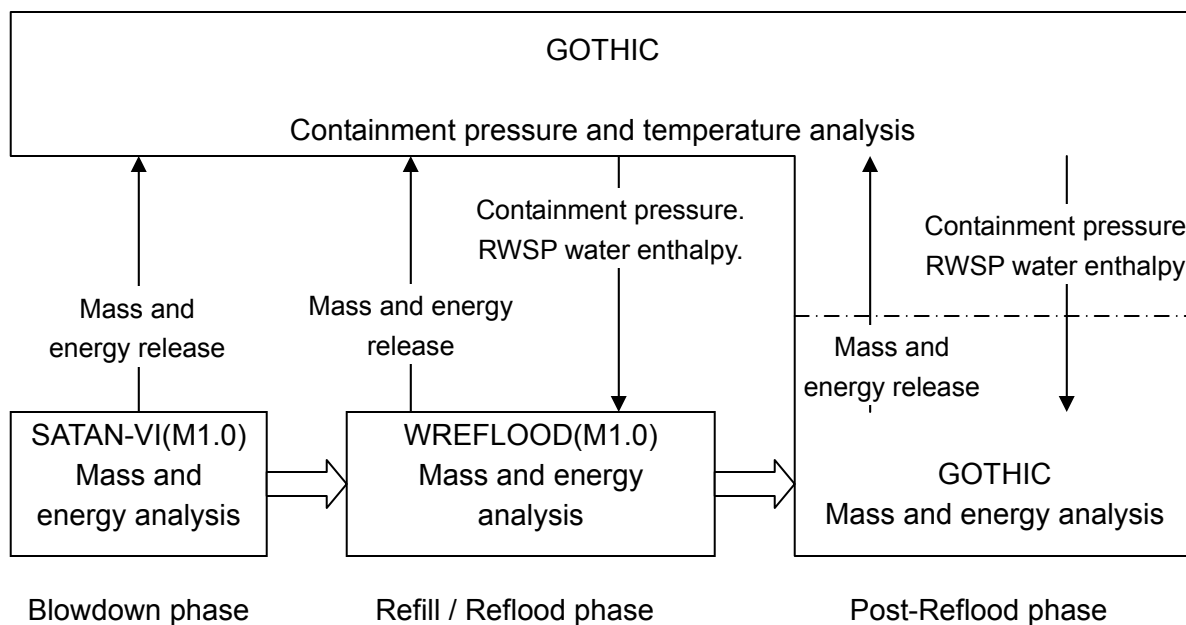 GOTHIC
Containment pressure and temperature analysis
Mass and
energy release
Mass and energy
release
Containment pressure.
RWSP water enthalpy.
Mass and
energy release
Containment pressure
RWSP water enthalpy
SATAN-VI(M1.0)
Mass and
energy analysis
WREFLOOD(M1.0)
Mass and energy
analysis
GOTHIC
Mass and energy analysis
Blowdown phase
Refill / Reflood phase
Post-Reflood phase